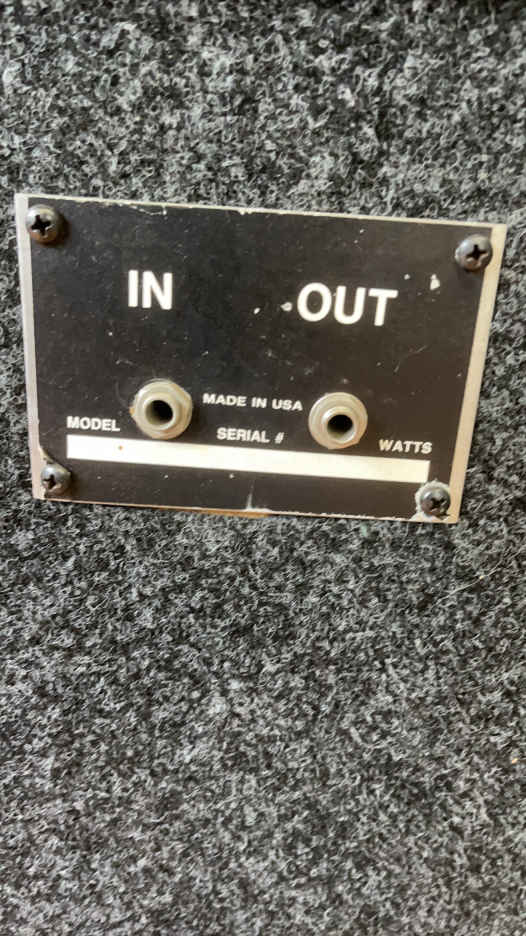 IN OUT
MADE IN USA
MODEL SERIAL # WATTS